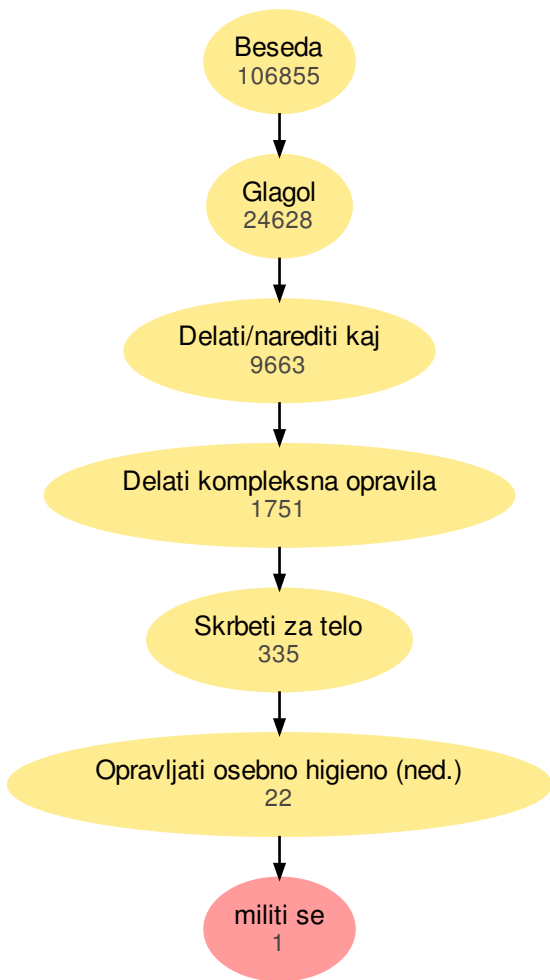 Beseda
106855
Glagol
24628
Delati/narediti kaj
9663
Delati kompleksna opravila
1751
Skrbeti za telo
335
Opravljati osebno higieno (ned.)
22
militi se
1